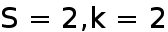 S = 2,k = 2